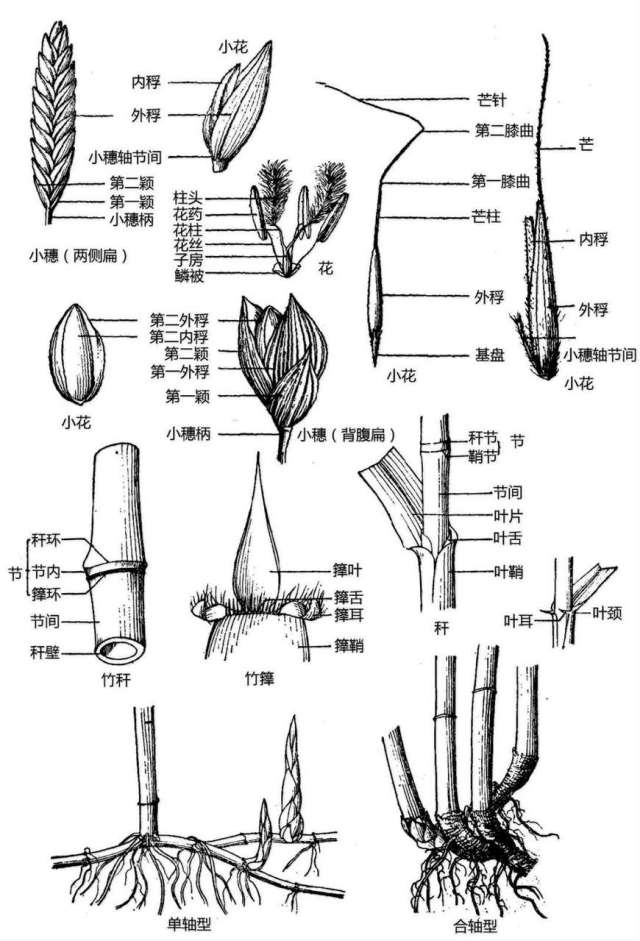 小花
内稃
外稃
小穗轴节间
第二颖
第一颖
小穗柄
小穗（两侧扁）
柱头
花药
花柱
花丝
子房
鳞被
花
芒针
第二膝曲
第一膝曲
芒柱
外稃
基盘
小花
芒
内稃
外稃
小穗轴节间
小花
小花
第二外稃
第二内稃
第二颖
第一外稃
第一颖
小穗柄
小穗（背腹扁）
秆环
节 节内
箨环
节间
秆壁
竹秆
箨叶
箨舌
箨耳
箨鞘
竹箨
秆节 节
鞘节
节间
叶片
叶舌
叶鞘
秆
叶耳
叶颈
单轴型
合轴型